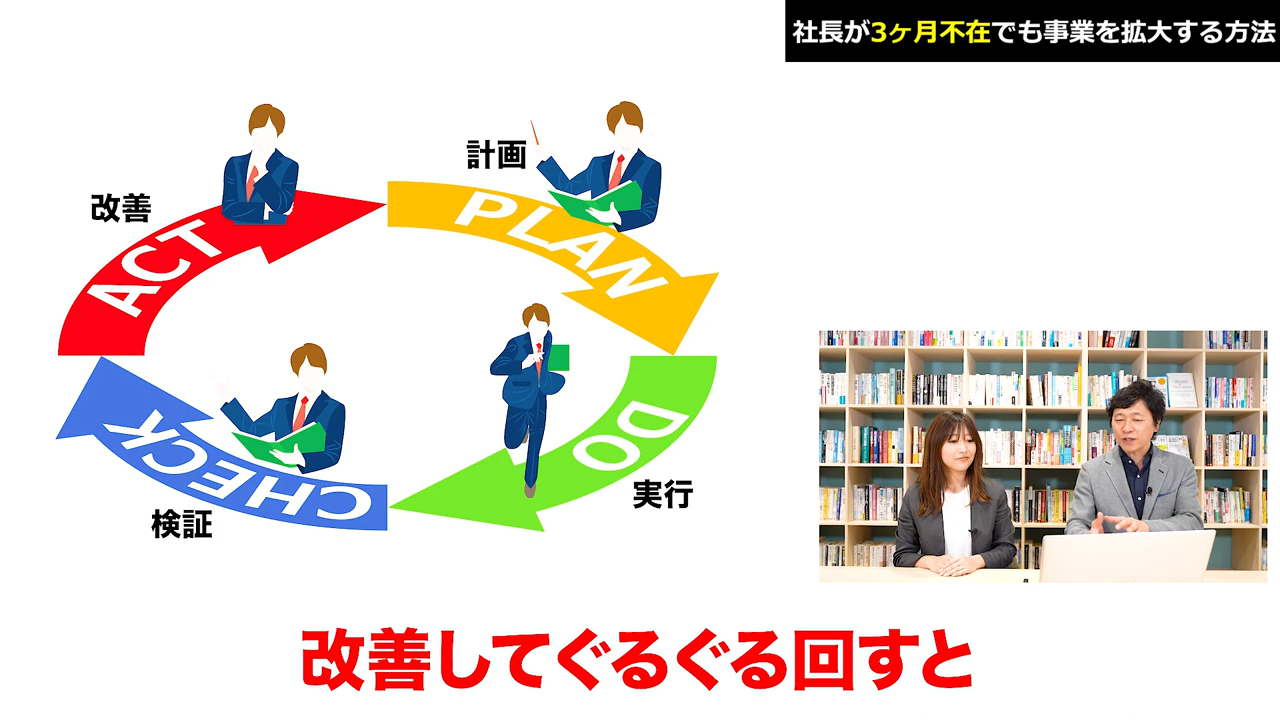 社長が3ヶ月不在でも事業を拡大する方法
計画
改善
PLAN
ACT
DO
CHECK
実行
検証
改善してぐるぐる回すと